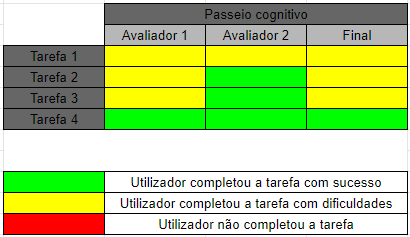 Passeio cognitivo
Avaliador 1 Avaliador 2 Final
Tarefa 1
Tarefa 2
Tarefa 3
Tarefa 4
Utilizador completou a tarefa com sucesso
Utilizador completou a tarefa com dificuldades
Utilizador não completou a tarefa